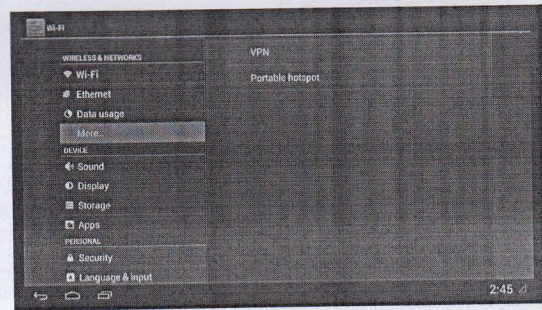 Wi-Fi
WIRELESS & NETWORKS
Wi-Fi
Ethernet
Data usage
More...
DEVICE
Sound
Display
Storage
Apps
PERSONAL
Security
Language & input
VPN
Portable hotspot
2:45